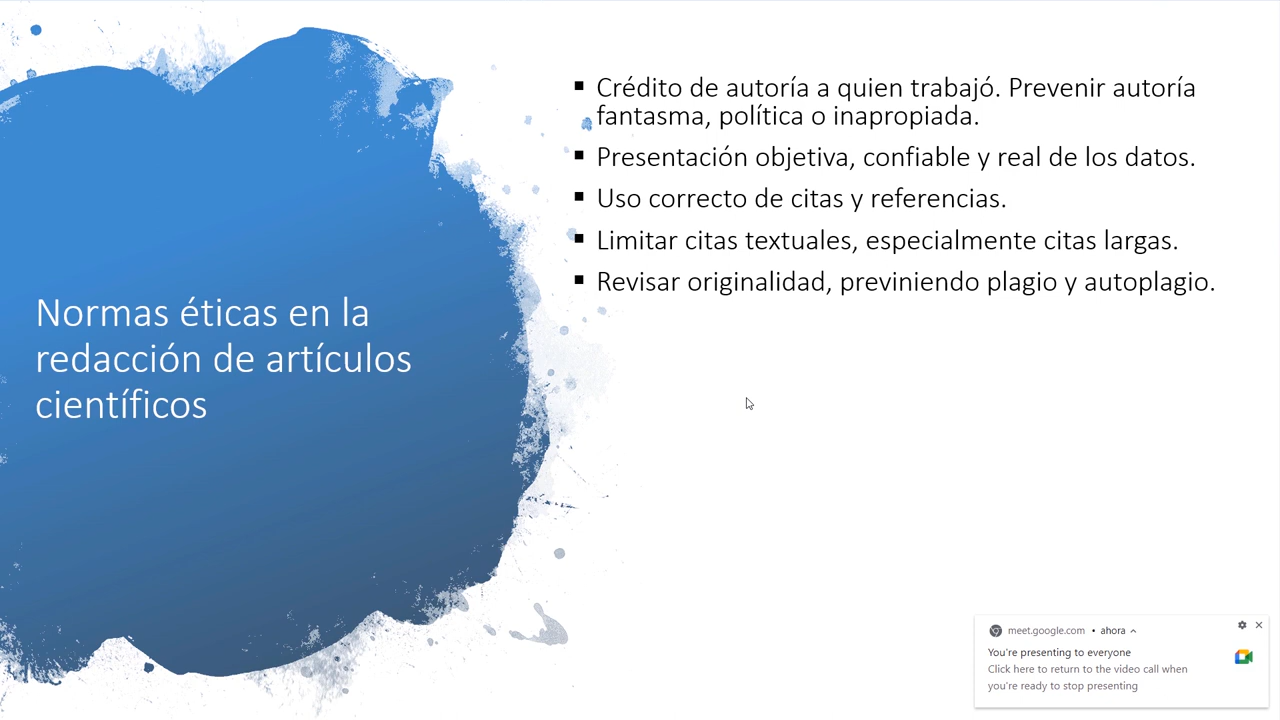 Normas éticas en la
redacción de artículos
científicos
▪ Crédito de autoría a quien trabajó. Prevenir autoría
fantasma, política o inapropiada.
▪ Presentación objetiva, confiable y real de los datos.
▪ Uso correcto de citas y referencias.
▪ Limitar citas textuales, especialmente citas largas.
▪ Revisar originalidad, previniendo plagio y autoplagio.
meet.google.com • ahora
You're presenting to everyone
Click here to return to the video call when
you're ready to stop presenting